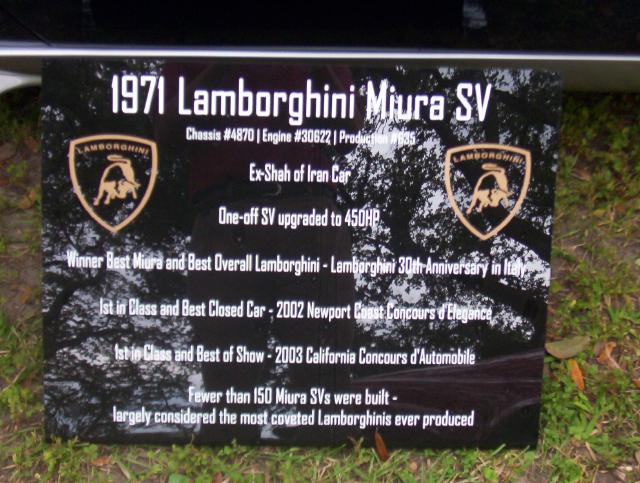 1971 Lamborghini Miura SV
Chassis #4870 | Engine #30622 | Production #635
LAMBORGHINI
LAMBORGHINI
Ex-Shah of Iran Car
One-off SV upgraded to 450HP
Winner Best Miura and Best Overall Lamborghini - Lamborghini 30th Anniversary in Italy
1st in Class and Best Closed Car - 2002 Newport Coast Concours d'Elegance
1st in Class and Best of Show - 2003 California Concours d'Automobile
Fewer than 150 Miura SVs were built -
largely considered the most coveted Lamborghinis ever produced